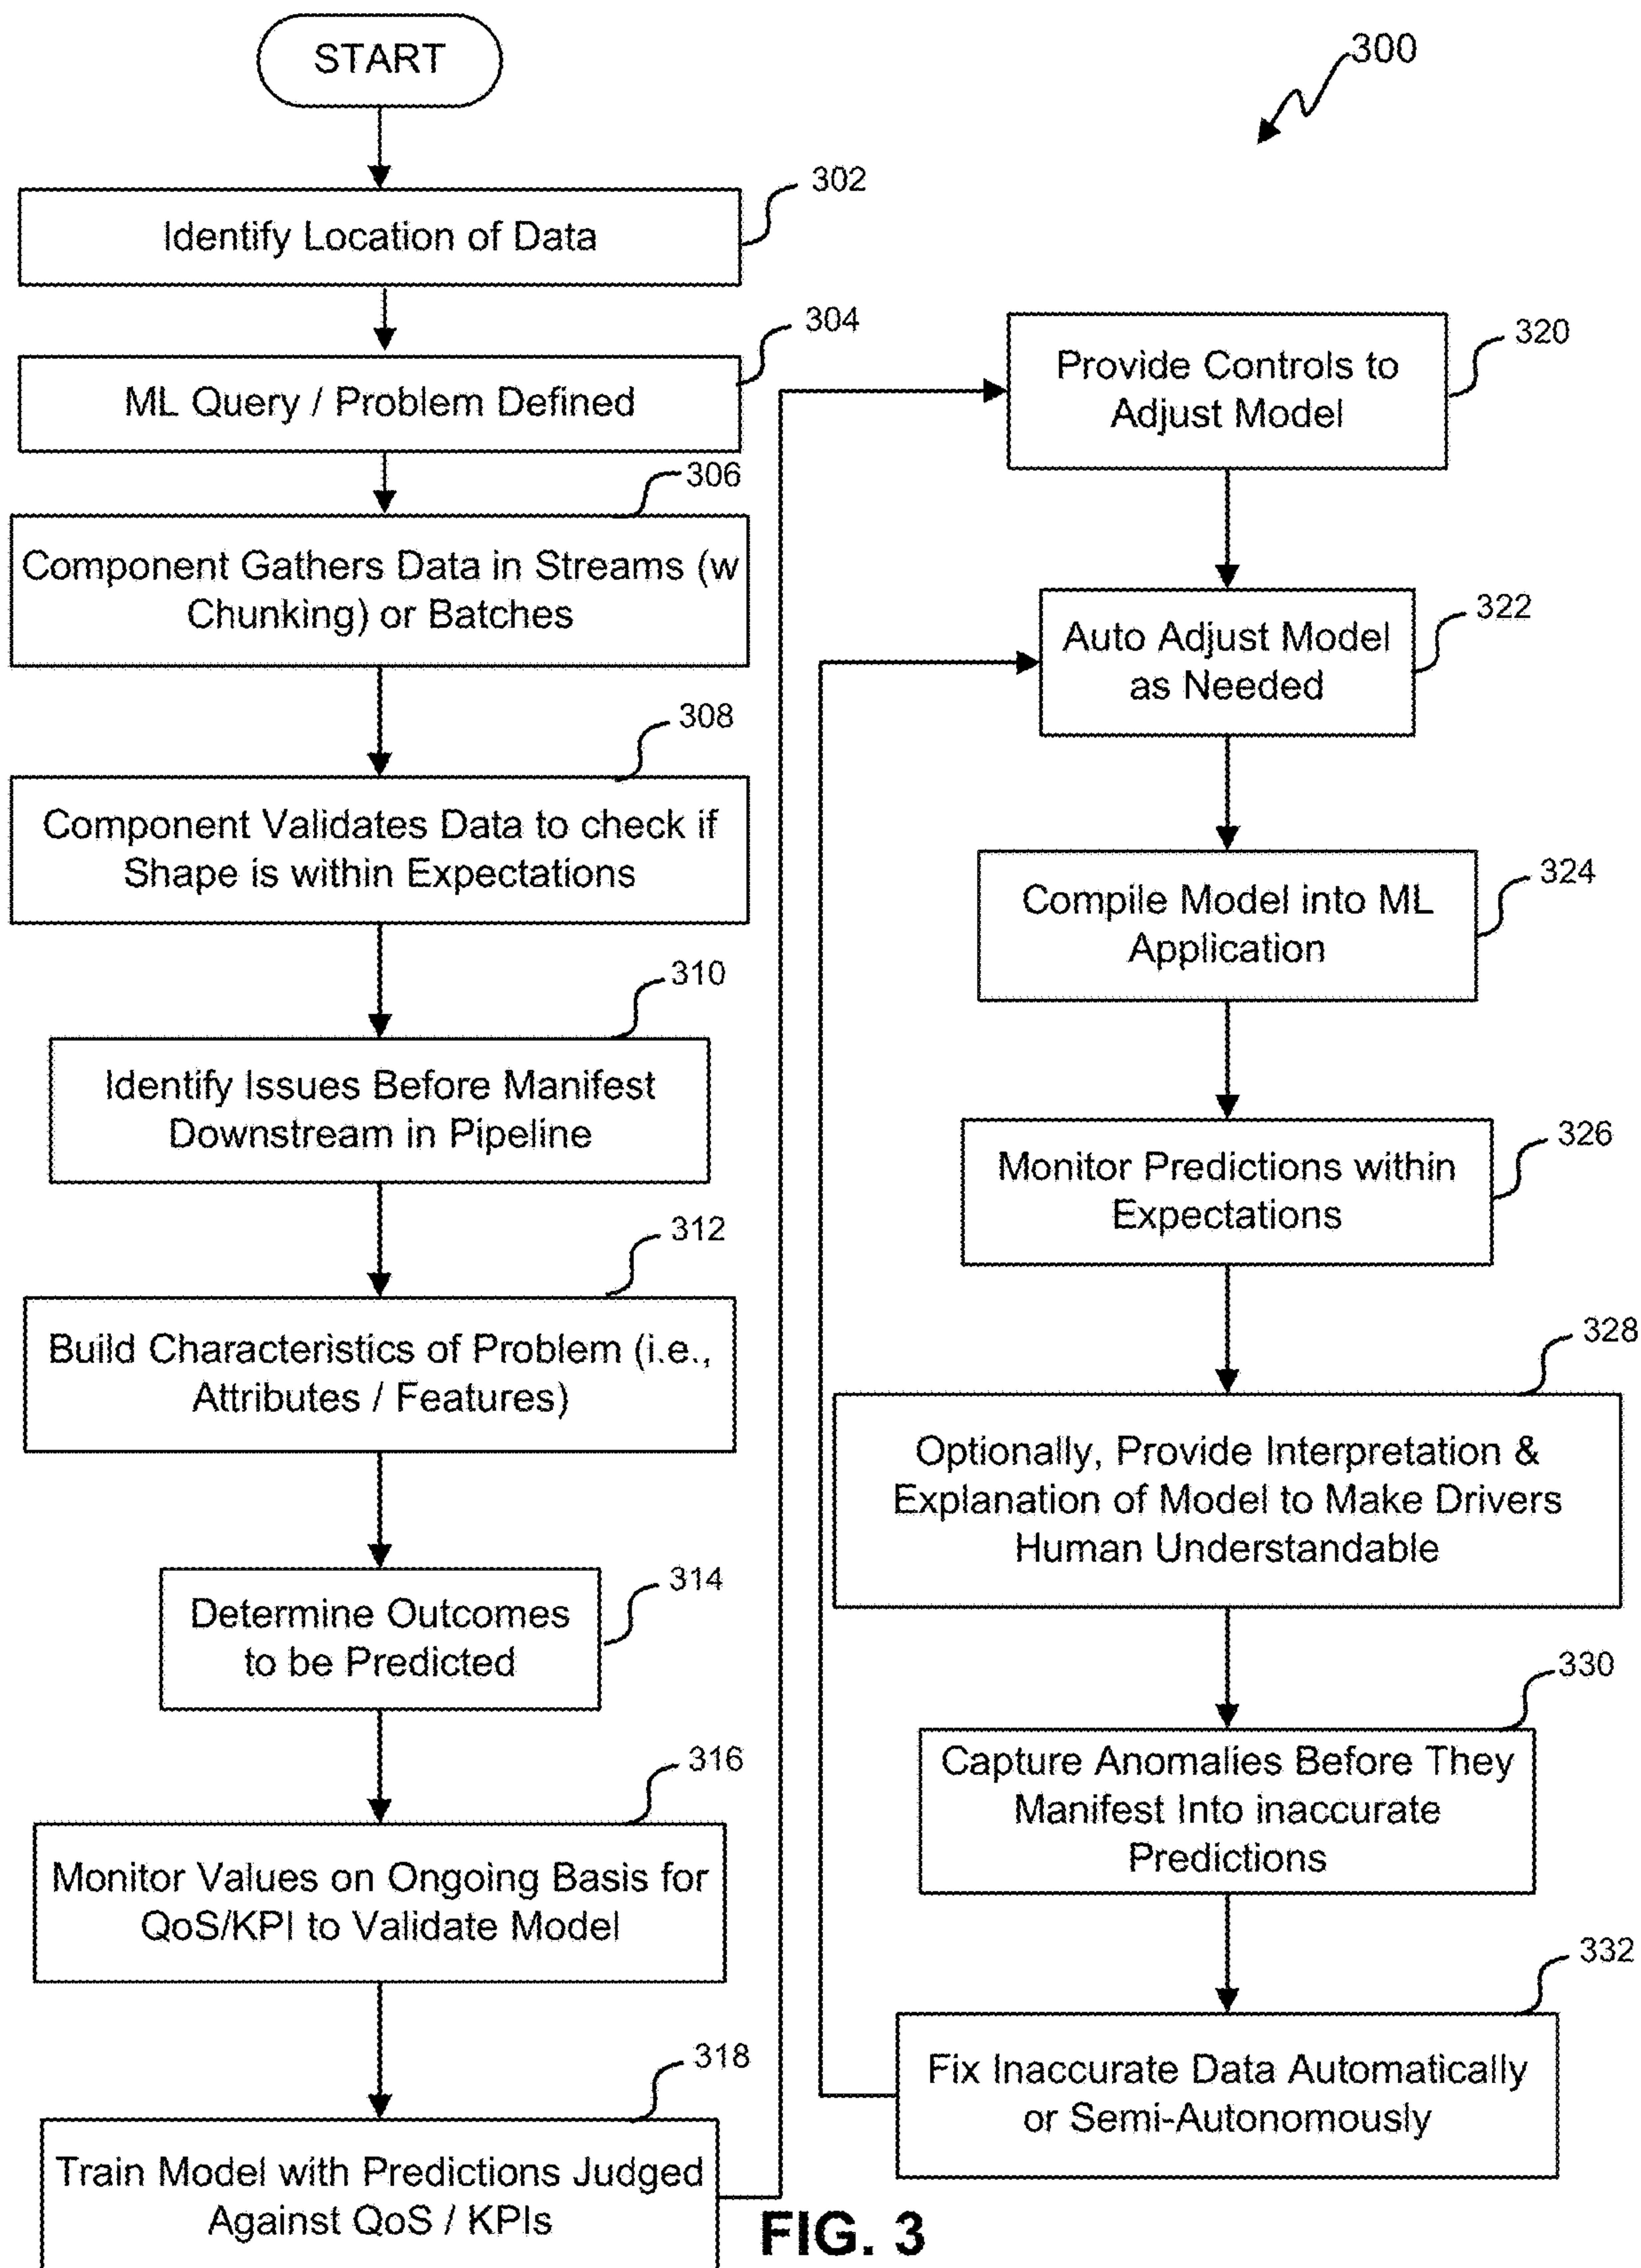 START
300
302
Identify Location of Data
304
ML Query / Problem Defined
306
Component Gathers Data in Streams (w
Chunking) or Batches
308
Component Validates Data to check if
Shape is within Expectations
310
Identify Issues Before Manifest
Downstream in Pipeline
312
Build Characteristics of Problem (i.e.,
Attributes / Features)
314
Determine Outcomes
to be Predicted
316
Monitor Values on Ongoing Basis for
QoS/KPI to Validate Model
318
Train Model with Predictions Judged
Against QoS / KPIs
320
Provide Controls to
Adjust Model
322
Auto Adjust Model
as Needed
324
Compile Model into ML
Application
326
Monitor Predictions within
Expectations
328
Optionally, Provide Interpretation &
Explanation of Model to Make Drivers
Human Understandable
330
Capture Anomalies Before They
Manifest Into inaccurate
Predictions
332
Fix Inaccurate Data Automatically
or Semi-Autonomously
FIG. 3